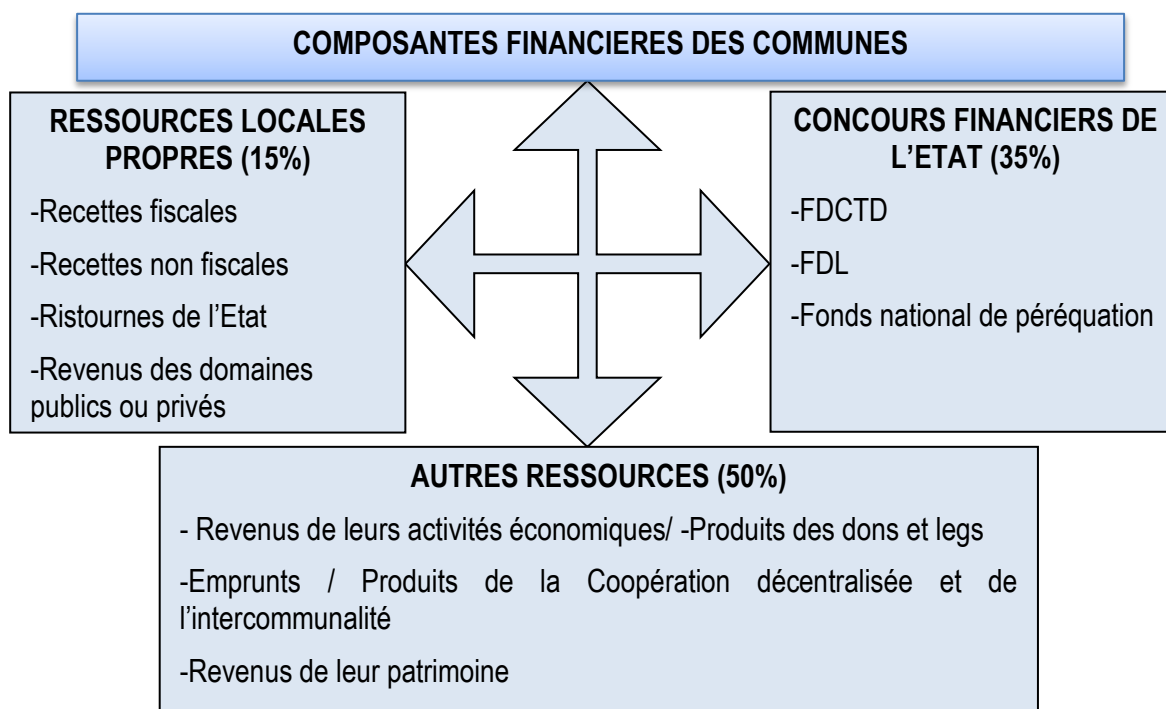 COMPOSANTES FINANCIERES DES COMMUNES
RESSOURCES LOCALES
PROPRES (15%)
-Recettes fiscales
-Recettes non fiscales
-Ristournes de l’Etat
-Revenus des domaines
publics ou privés
CONCOURS FINANCIERS DE
L’ETAT (35%)
-FDCTD
-FDL
-Fonds national de péréquation
AUTRES RESSOURCES (50%)
- Revenus de leurs activités économiques/ -Produits des dons et legs
-Emprunts / Produits de la Coopération décentralisée et de
l’intercommunalité
-Revenus de leur patrimoine